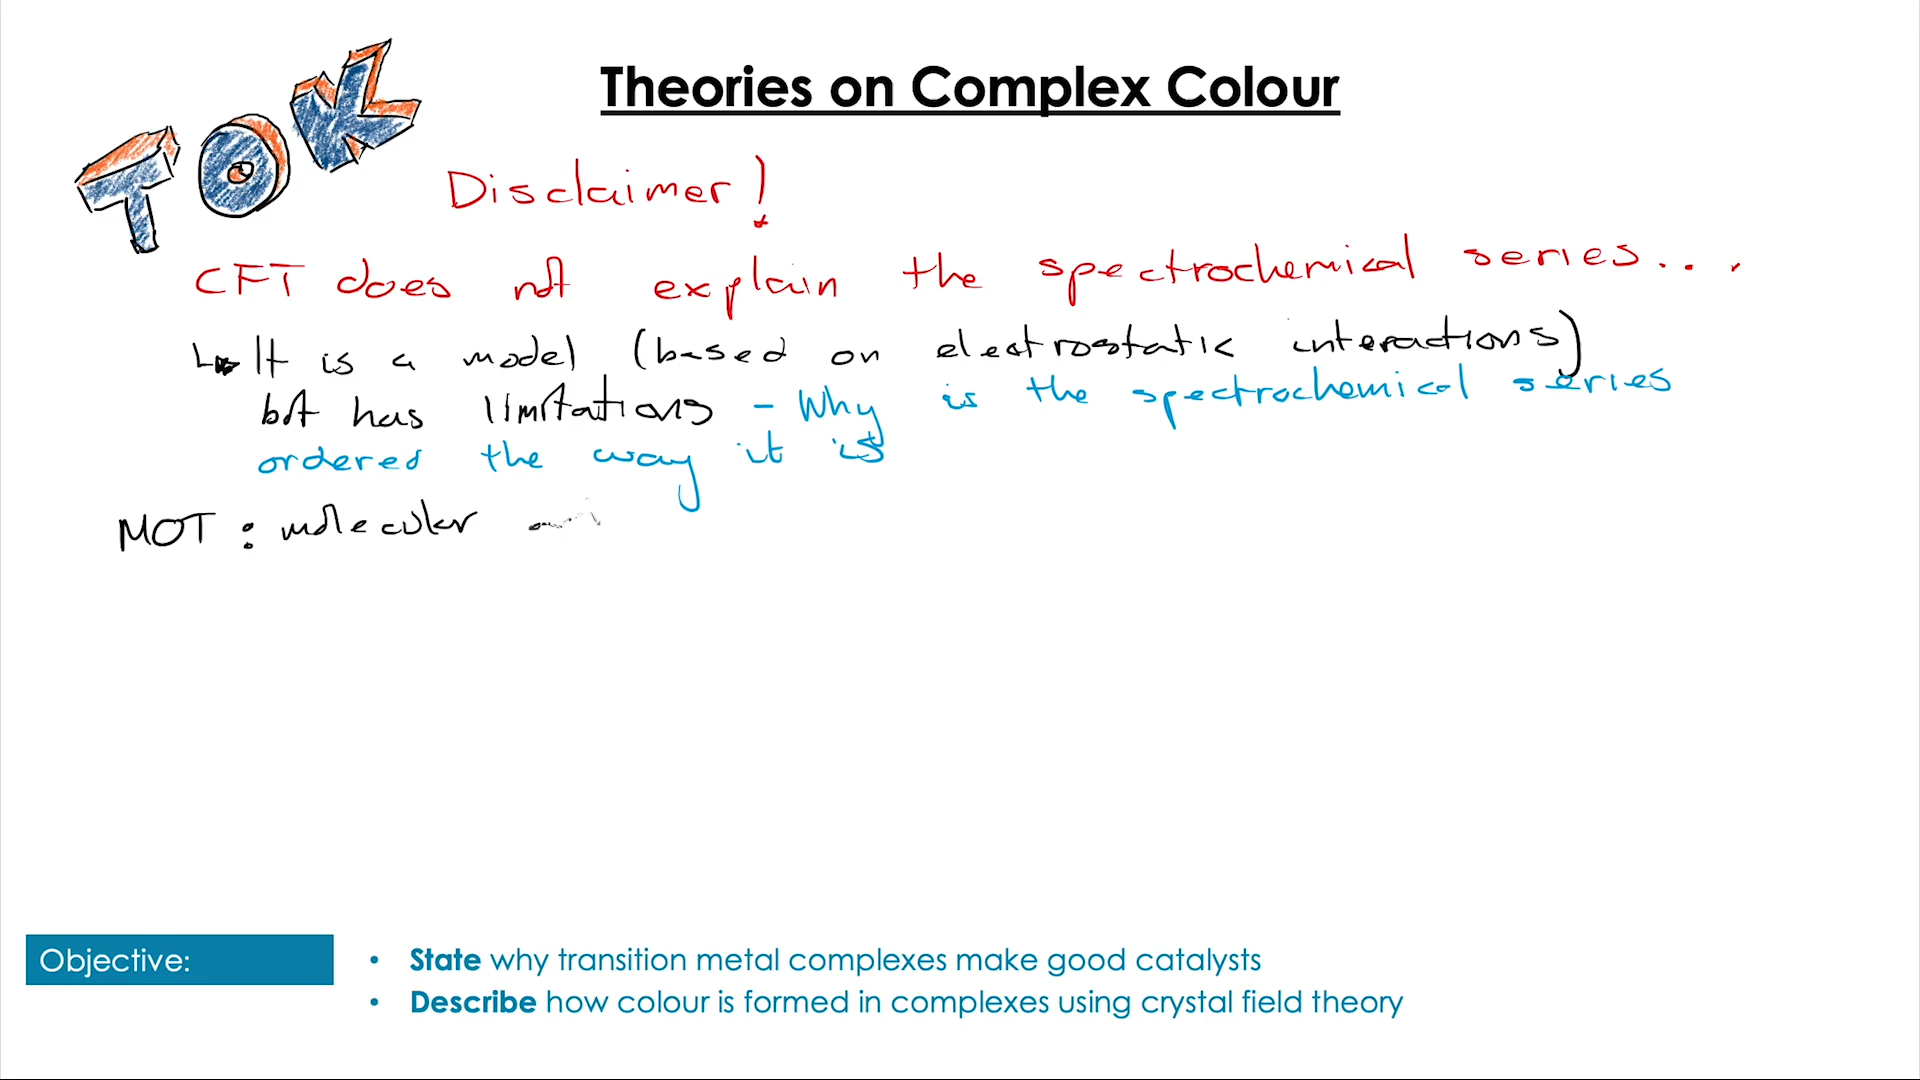 TOK
Theories on Complex Colour
Disclaimer!
CFT does not explain the spectrochemical series....
It is a model (based on electrostatic interactions)
but has limitations - Why is the spectrochemical series
ordered the way it is
MOT : molecular
Objective:
• State why transition metal complexes make good catalysts
• Describe how colour is formed in complexes using crystal field theory